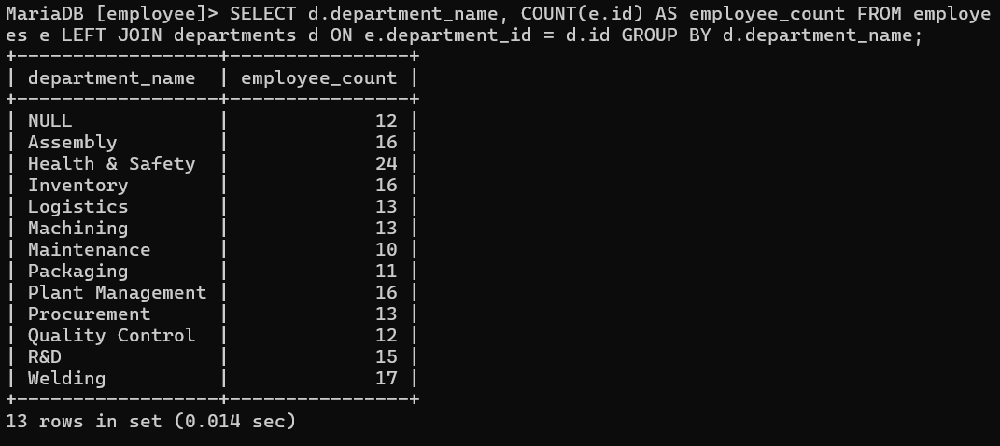 MariaDB [employee]> SELECT d.department_name, COUNT(e.id) AS employee_count FROM employe
es e LEFT JOIN departments d ON e.department_id = d.id GROUP BY d.department_name;
+------------------+----------------+
| department_name  | employee_count |
+------------------+----------------+
| NULL             |             12 |
| Assembly         |             16 |
| Health & Safety  |             24 |
| Inventory        |             16 |
| Logistics        |             13 |
| Machining        |             13 |
| Maintenance      |             10 |
| Packaging        |             11 |
| Plant Management |             16 |
| Procurement      |             13 |
| Quality Control  |             12 |
| R&D              |             15 |
| Welding          |             17 |
+------------------+----------------+
13 rows in set (0.014 sec)